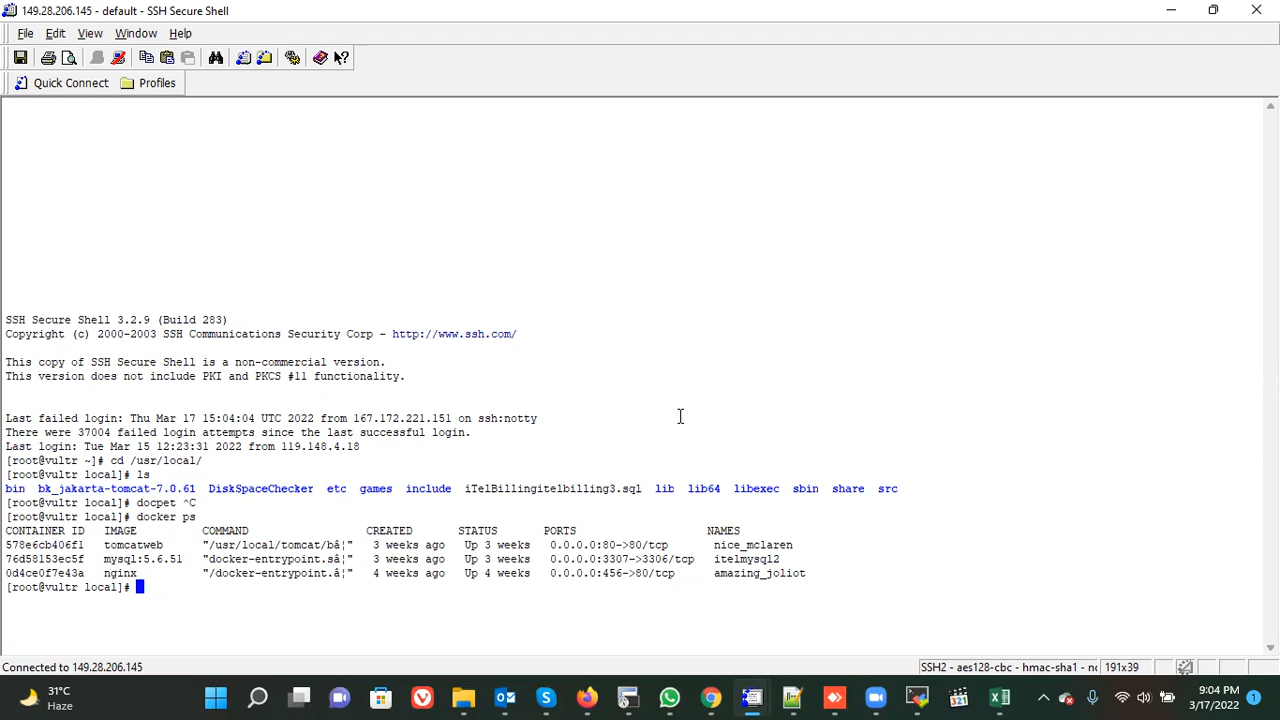 149.28.206.145 - default - SSH Secure Shell
File Edit View Window Help
Quick Connect Profiles
SSH Secure Shell 3.2.9 (Build 283)
Copyright (c) 2000-2003 SSH Communications Security Corp - http://www.ssh.com/
This copy of SSH Secure Shell is a non-commercial version.
This version does not include PKI and PKCS #11 functionality.
Last failed login: Thu Mar 17 15:04:04 UTC 2022 from 167.172.221.151 on ssh:notty
There were 37004 failed login attempts since the last successful login.
Last login: Tue Mar 15 12:23:31 2022 from 119.148.4.18
[root@vultr ~]# cd /usr/local/
[root@vultr local]# ls
bin bk_jakarta-tomcat-7.0.61 DiskSpaceChecker etc games include iTelBillingitelbilling3.sql lib lib64 libexec sbin share src
[root@vultr local]# docpet ^C
[root@vultr local]# docker ps
CONTAINER ID IMAGE COMMAND CREATED STATUS PORTS NAMES
578e6cb406f1 tomcatweb "/usr/local/tomcat/bâ¦" 3 weeks ago Up 3 weeks 0.0.0.0:80->80/tcp nice_mclaren
76d58153ec5f mysql:5.6.51 "docker-entrypoint.sâ¦" 3 weeks ago Up 3 weeks 0.0.0.0:3307->3306/tcp itelmysql2
0d4ce0f7e43a nginx "/docker-entrypoint.â¦" 4 weeks ago Up 4 weeks 0.0.0.0:456->80/tcp amazing_joliot
[root@vultr local]#
Connected to 149.28.206.145 SSH2 - aes128-cbc - hmac-sha1 - nc 191x39
31°C
Haze
321
9:04 PM
3/17/2022
1